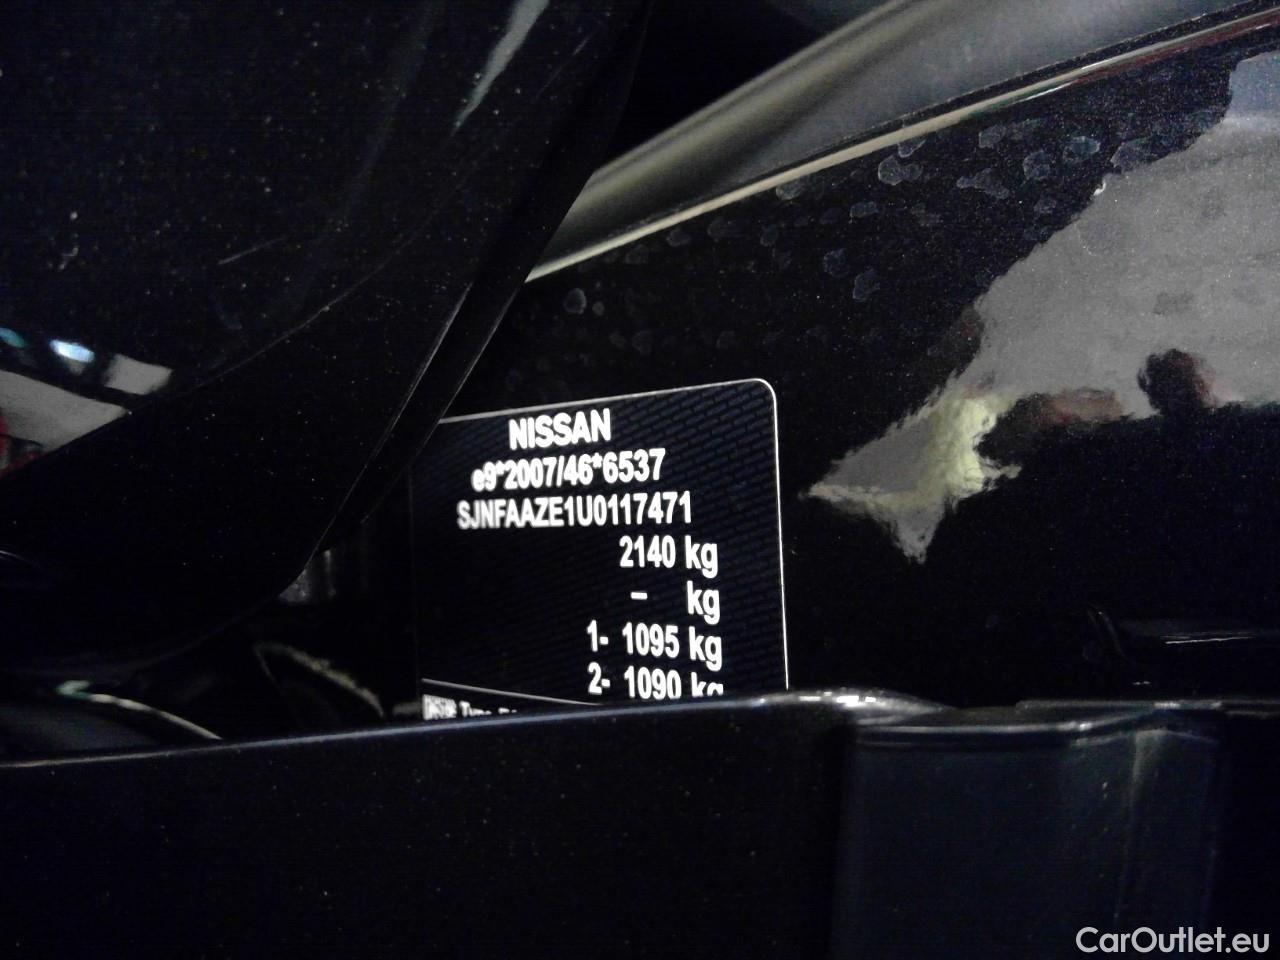 NISSAN
e9*2007/46*6537
SJNFAAZE1U0117471
2140 kg
– kg
1- 1095 kg
2- 1090 kg
CarOutlet.eu